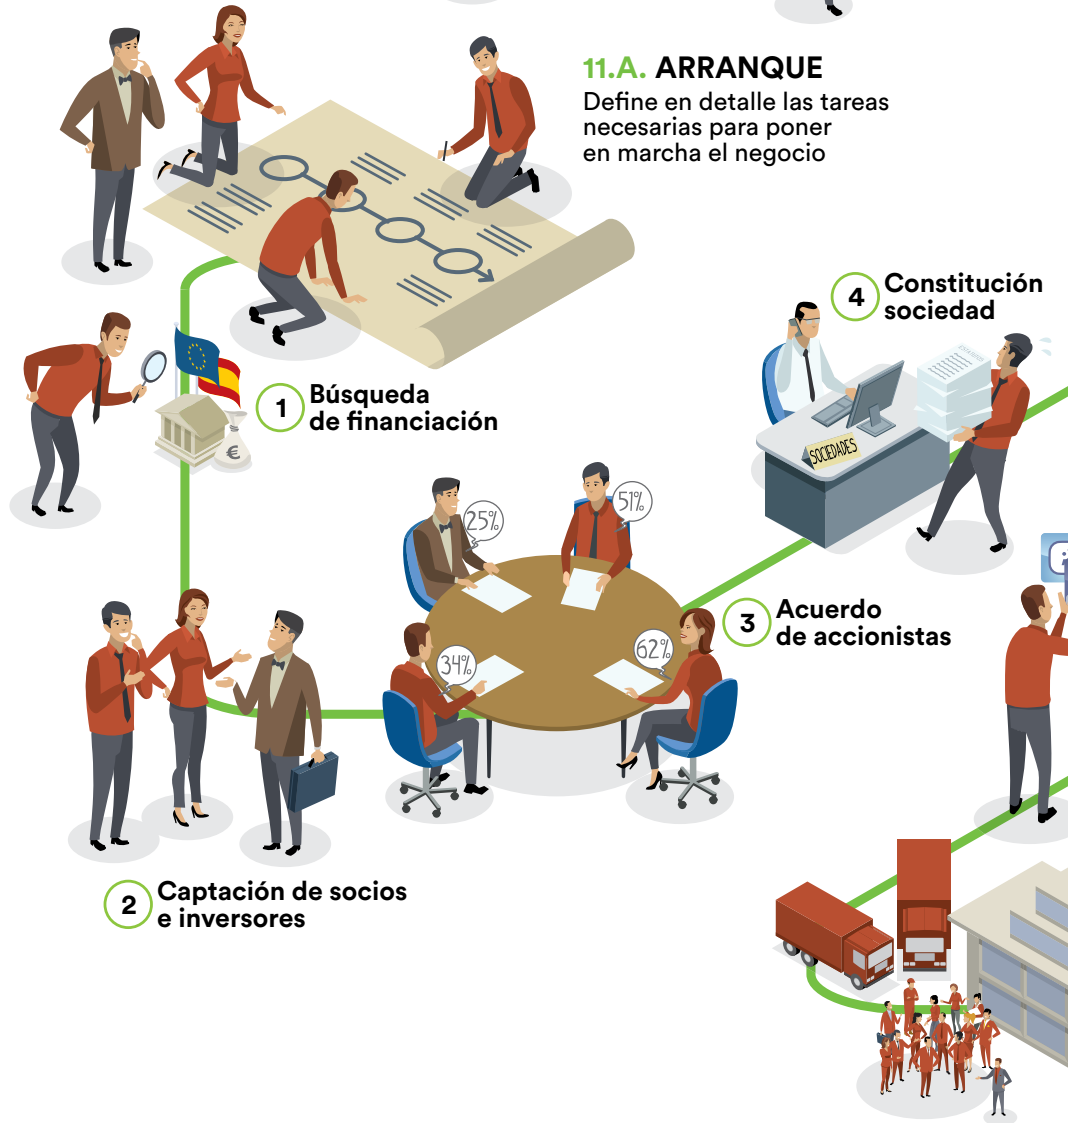 11.A. ARRANQUE
Define en detalle las tareas
necesarias para poner
en marcha el negocio
1 Búsqueda
de financiación
€
2 Captación de socios
e inversores
25%
51%
34%
62%
3 Acuerdo
de accionistas
4 Constitución
sociedad
SOCIEDADES